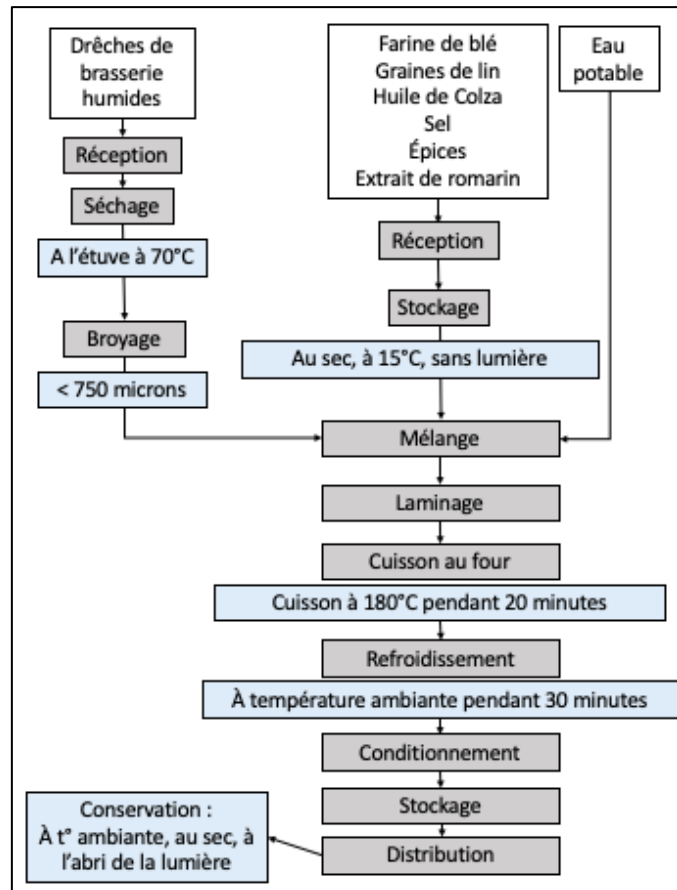 Drêches de
brasserie
humides
Farine de blé
Graines de lin
Huile de Colza
Sel
Épices
Extrait de romarin
Eau
potable
Réception
Séchage
A l'étuve à 70°C
Broyage
< 750 microns
Réception
Stockage
Au sec, à 15°C, sans lumière
Mélange
Laminage
Cuisson au four
Cuisson à 180°C pendant 20 minutes
Refroidissement
À température ambiante pendant 30 minutes
Conditionnement
Stockage
Distribution
Conservation :
À t° ambiante, au sec, à
l'abri de la lumière